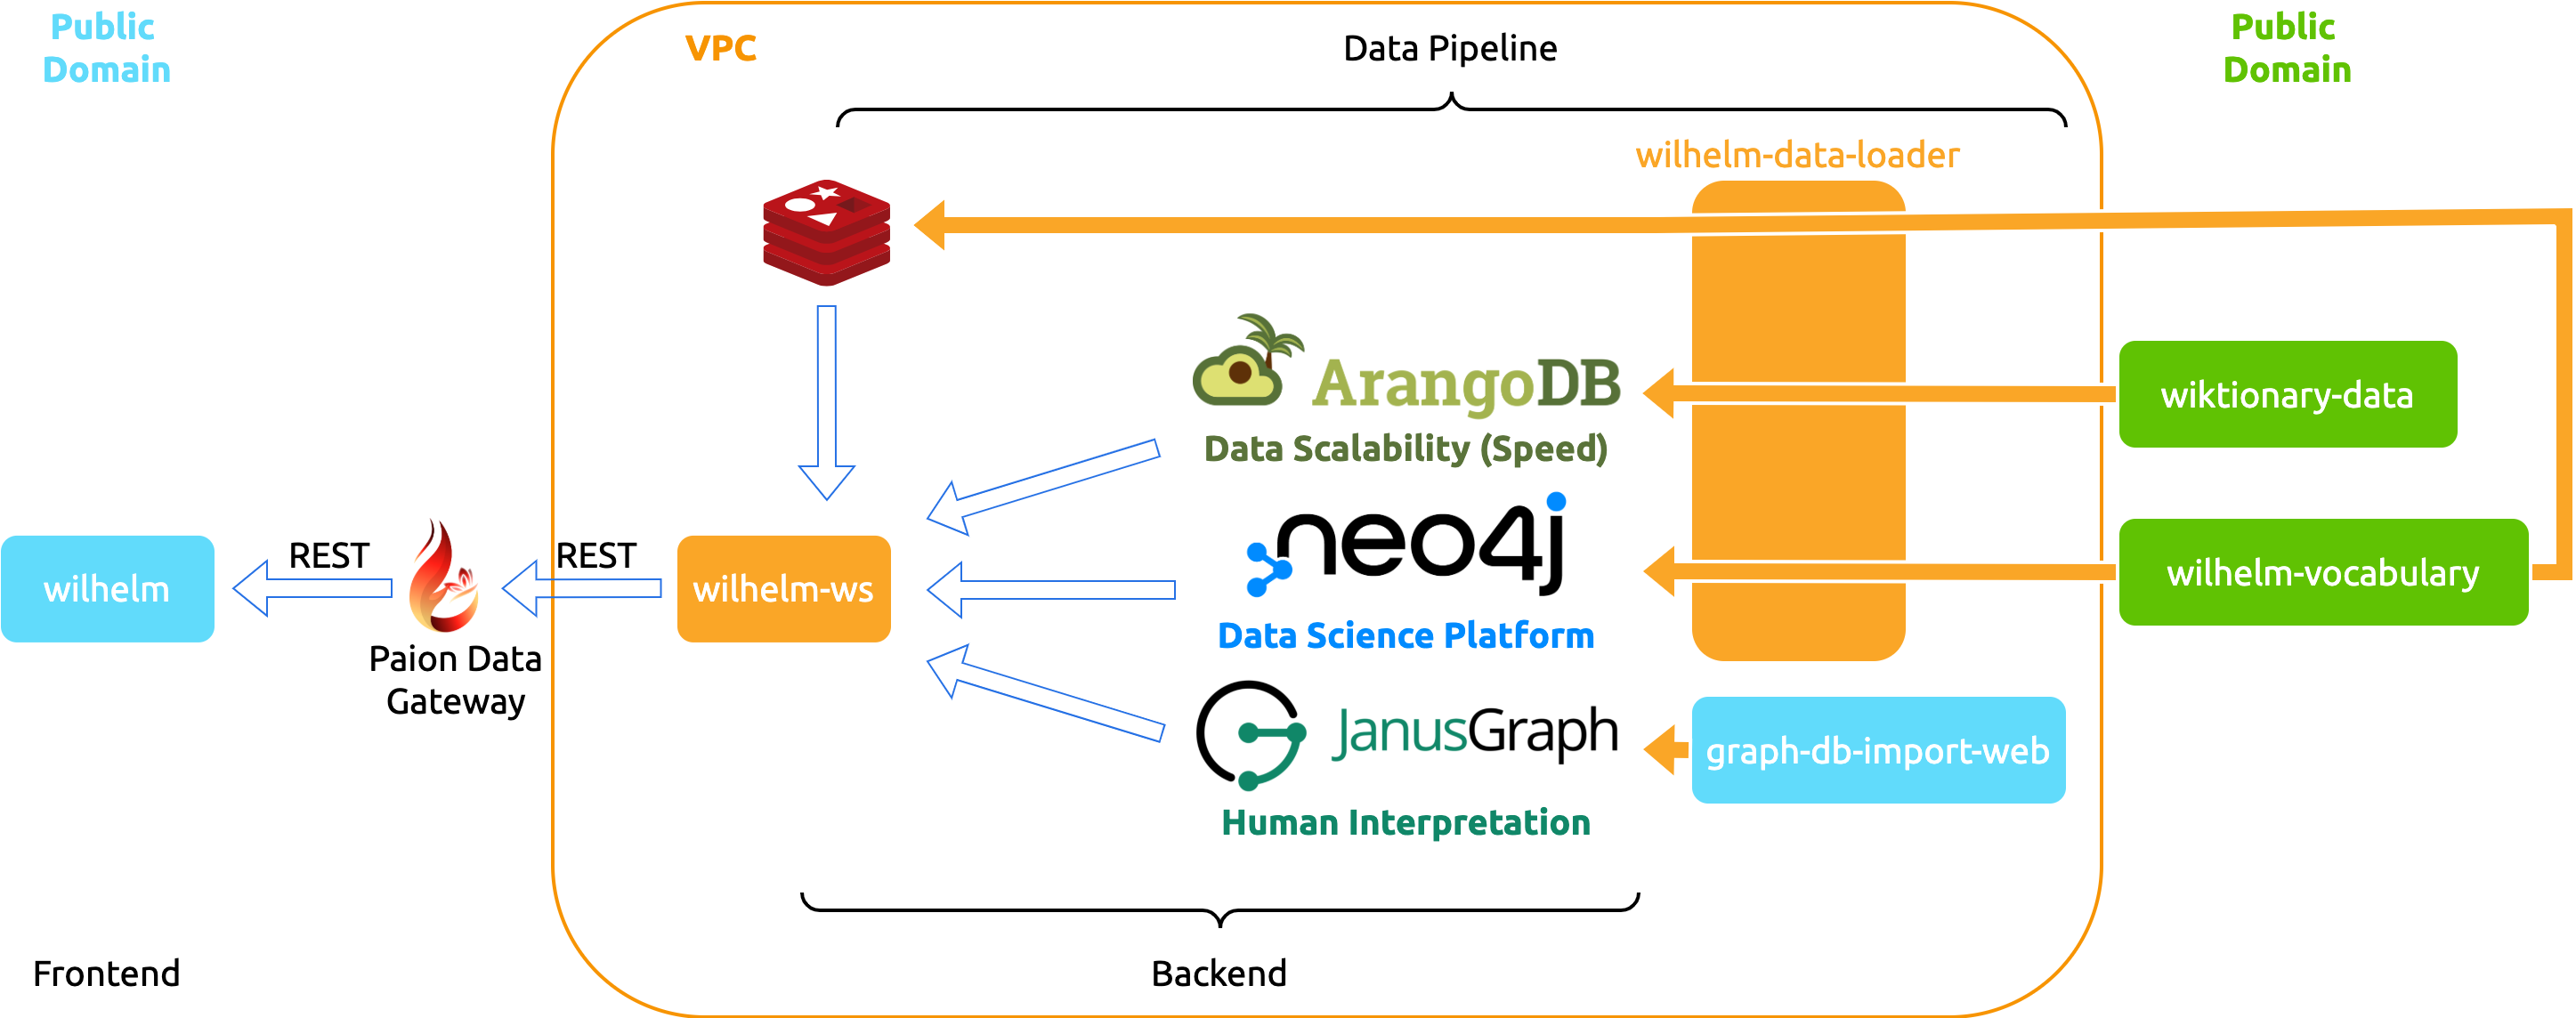 Public
Domain
VPC
Data Pipeline
Public
Domain
wilhelm-data-loader
ArangoDB
Data Scalability (Speed)
wiktionary-data
neo4j
Data Science Platform
wilhelm-vocabulary
wilhelm
REST
Paion Data
Gateway
REST
wilhelm-ws
JanusGraph
Human Interpretation
graph-db-import-web
Frontend
Backend